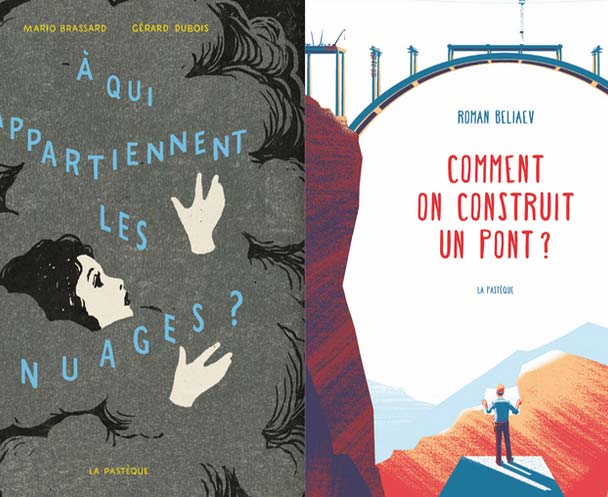 MARIO BRASSARD GÉRARD DUBOIS
À QUI
APPARTIENNENT
LES
NUAGES ?
LA PASTÈQUE
ROMAN BELIAEV
COMMENT
ON CONSTRUIT
UN PONT ?
LA PASTÈQUE